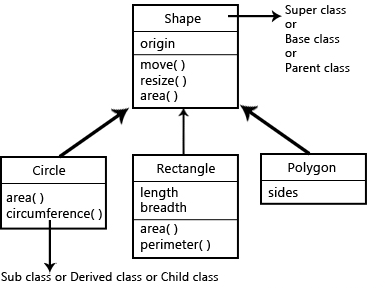 Shape
origin
move( )
resize( )
area( )
Super class
or
Base class
or
Parent class
Circle
area( )
circumference( )
Rectangle
length
breadth
area( )
perimeter( )
Polygon
sides
Sub class or Derived class or Child class